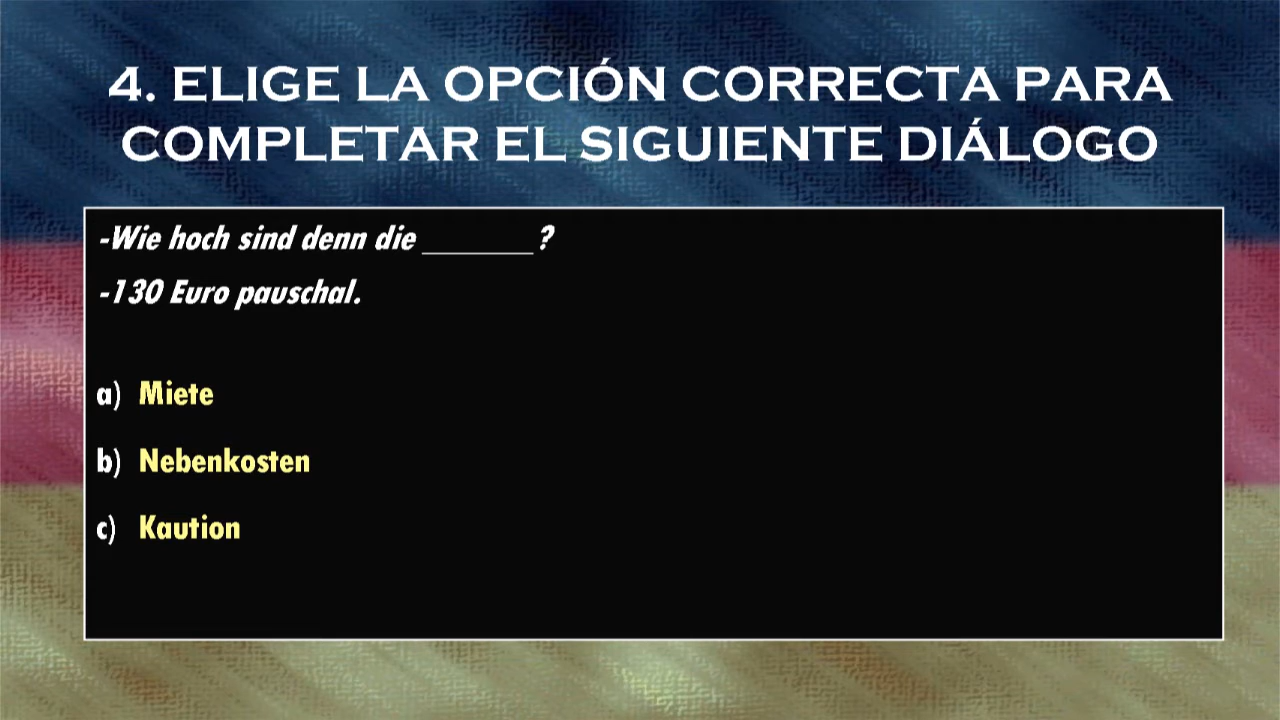 4. ELIGE LA OPCIÓN CORRECTA PARA
COMPLETAR EL SIGUIENTE DIÁLOGO
-Wie hoch sind denn die _______?
-130 Euro pauschal.
a) Miete
b) Nebenkosten
c) Kaution